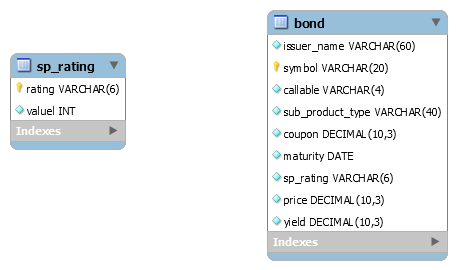 sp_rating
rating VARCHAR(6)
valuel INT
Indexes
bond
issuer_name VARCHAR(60)
symbol VARCHAR(20)
callable VARCHAR(4)
sub_product_type VARCHAR(40)
coupon DECIMAL(10,3)
maturity DATE
sp_rating VARCHAR(6)
price DECIMAL(10,3)
yield DECIMAL(10,3)
Indexes